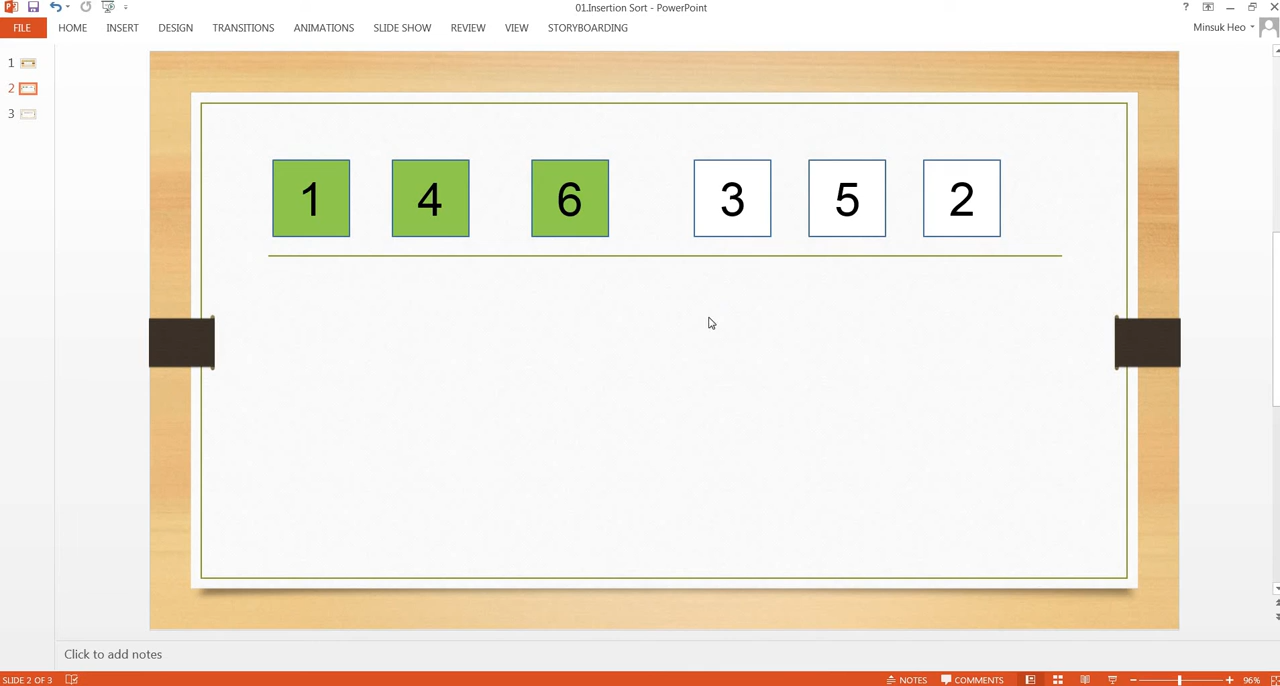 01.Insertion Sort - PowerPoint
?
FILE HOME INSERT DESIGN TRANSITIONS ANIMATIONS SLIDE SHOW REVIEW VIEW STORYBOARDING
Minsuk Heo
1
2
3
1 4 6 3 5 2
Click to add notes
SLIDE 2 OF 3
NOTES COMMENTS
96%